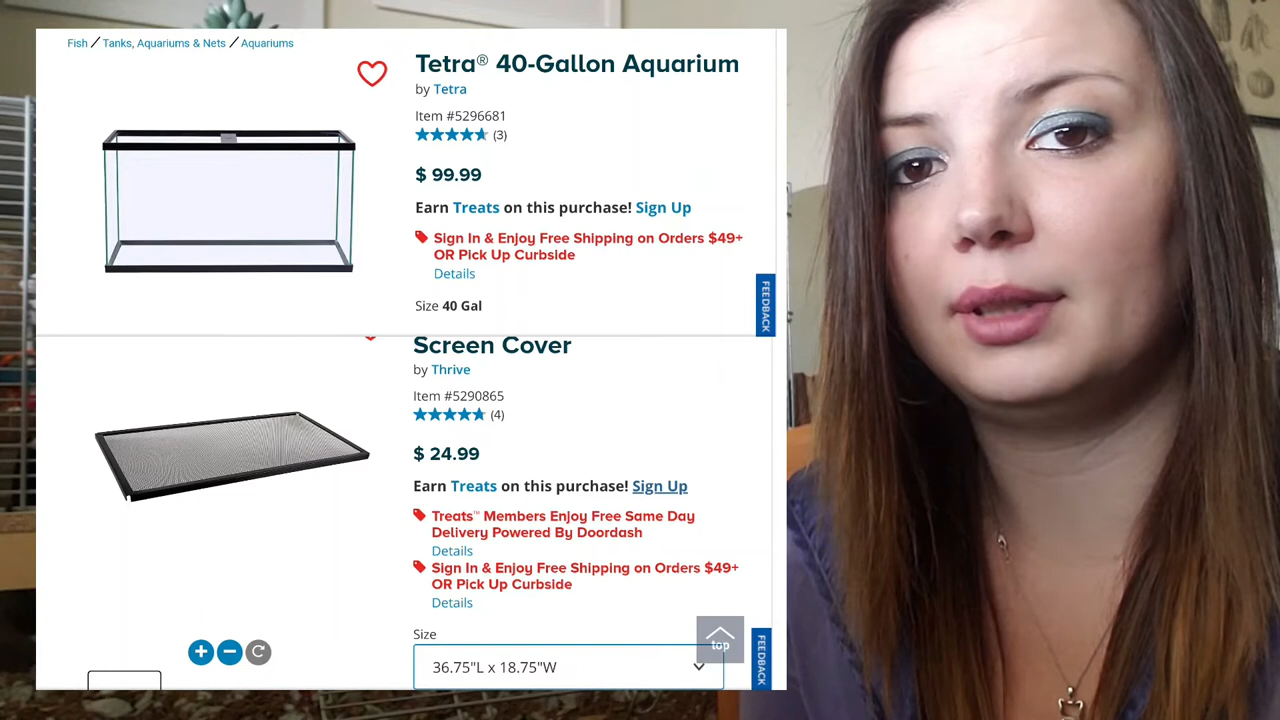 Fish / Tanks, Aquariums & Nets / Aquariums
Tetra® 40-Gallon Aquarium
by Tetra
Item #5296681
(3)
$ 99.99
Earn Treats on this purchase! Sign Up
Sign In & Enjoy Free Shipping on Orders $49+
OR Pick Up Curbside
Details
Size 40 Gal
FEEDBACK
Screen Cover
by Thrive
Item #5290865
(4)
$ 24.99
Earn Treats on this purchase! Sign Up
Treats™ Members Enjoy Free Same Day
Delivery Powered By Doordash
Details
Sign In & Enjoy Free Shipping on Orders $49+
OR Pick Up Curbside
Details
Size
top
36.75"L x 18.75"W
FEEDBACK